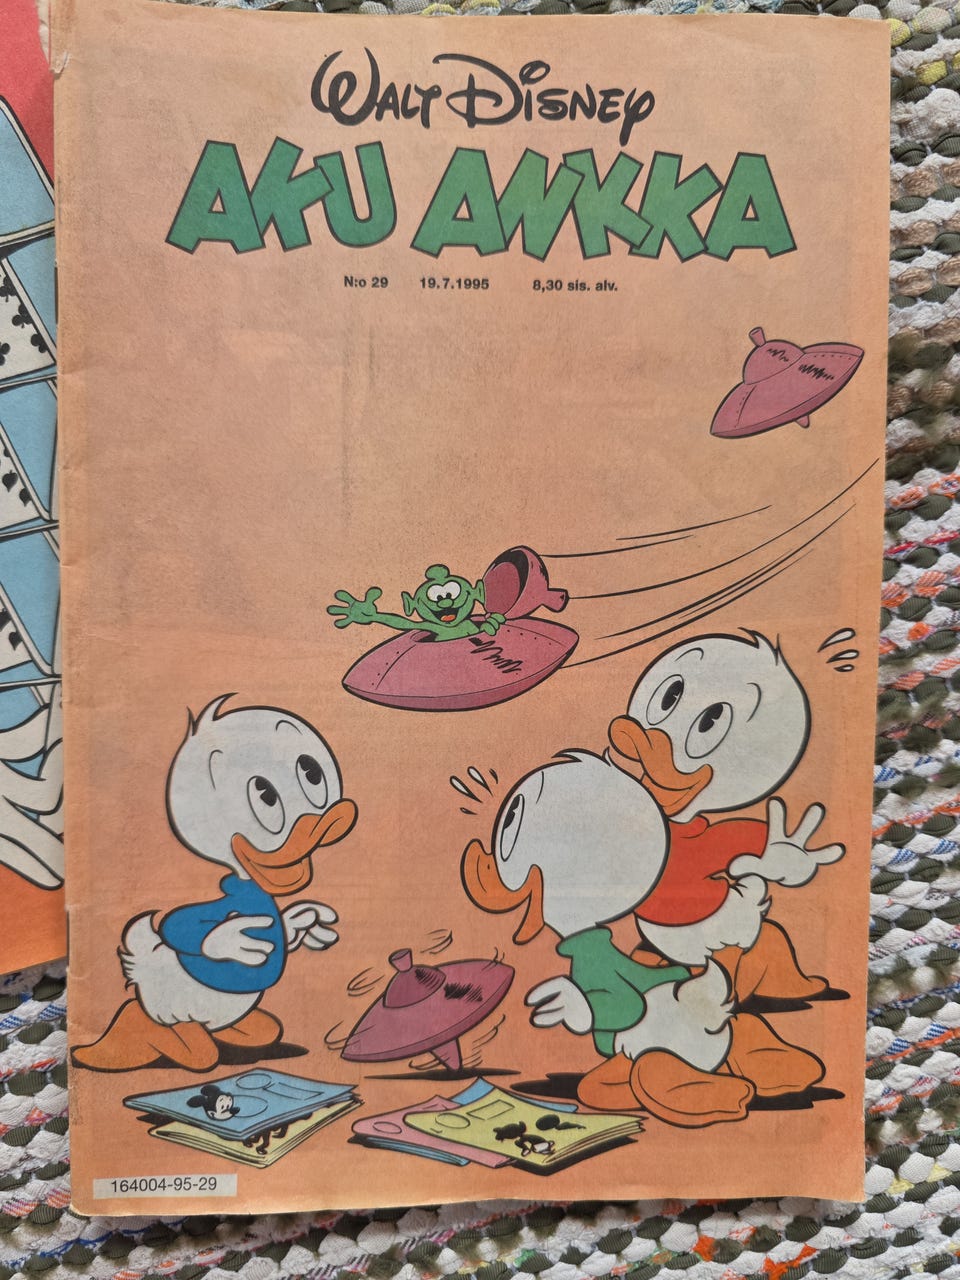 WALT DISNEY
AKU ANKKA
N:o 29 19.7.1995 8,30 sis. alv.
164004-95-29